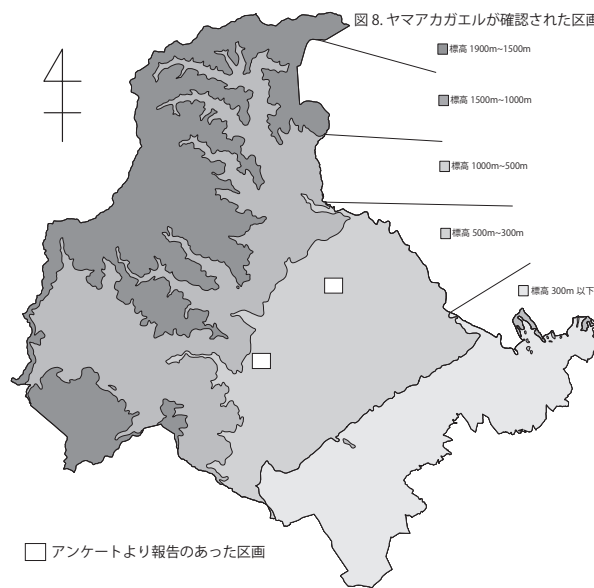 図 8. ヤマアカガエルが確認された区画
標高 1900m~1500m
標高 1500m~1000m
標高 1000m~500m
標高 500m~300m
標高 300m 以下
アンケートより報告のあった区画